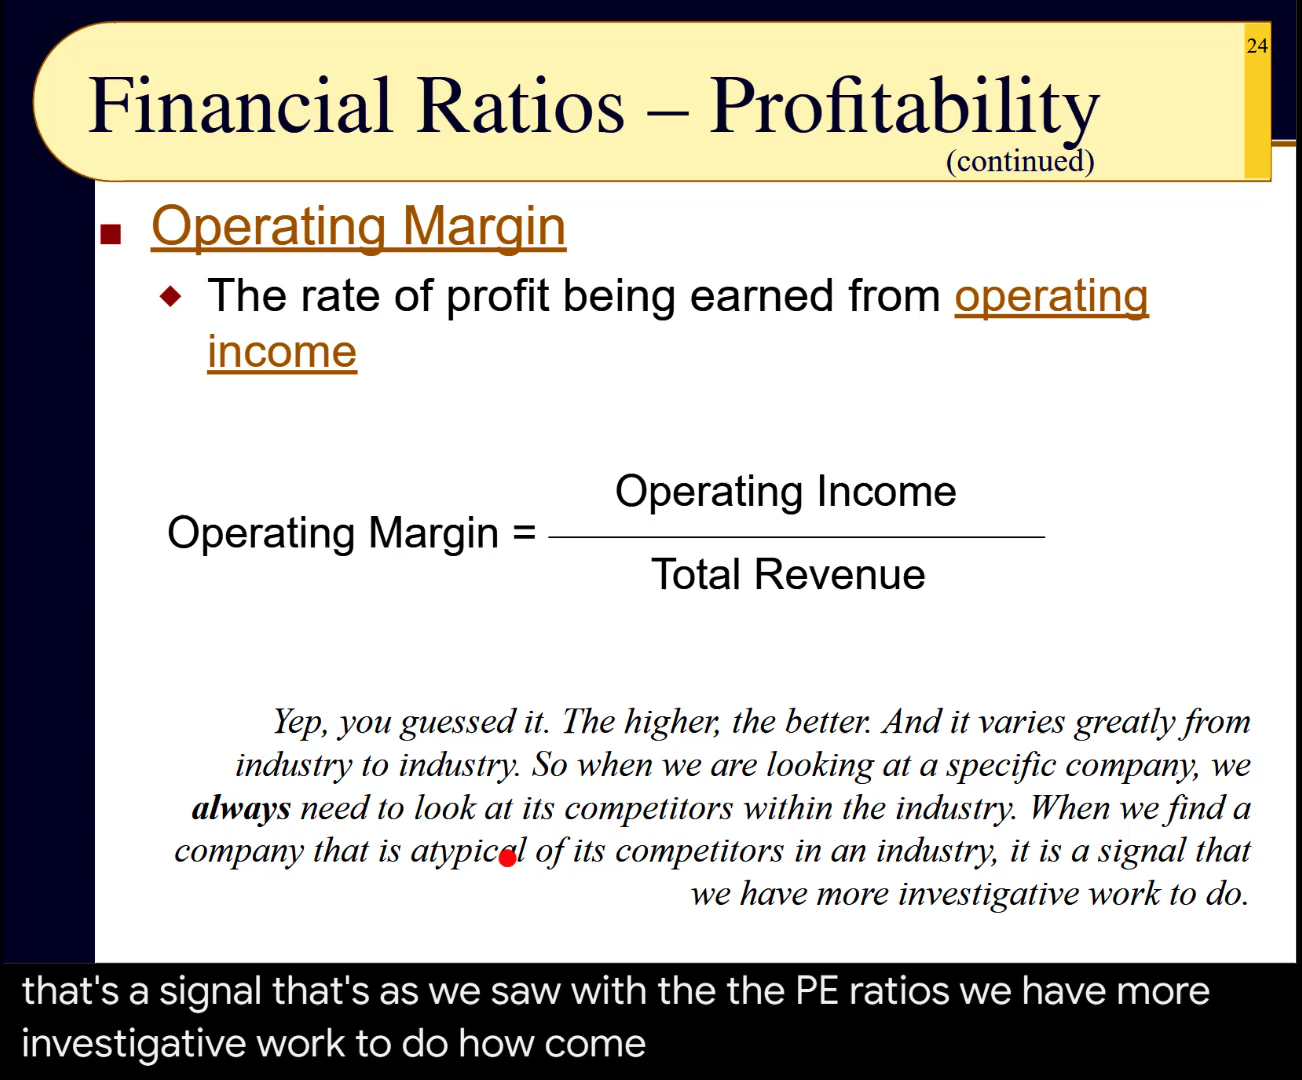 24
Financial Ratios – Profitability
(continued)
Operating Margin
The rate of profit being earned from operating
income
Operating Income
Operating Margin =
Total Revenue
Yep, you guessed it. The higher, the better. And it varies greatly from
industry to industry. So when we are looking at a specific company, we
always need to look at its competitors within the industry. When we find a
company that is atypical of its competitors in an industry, it is a signal that
we have more investigative work to do.
that's a signal that's as we saw with the the PE ratios we have more
investigative work to do how come